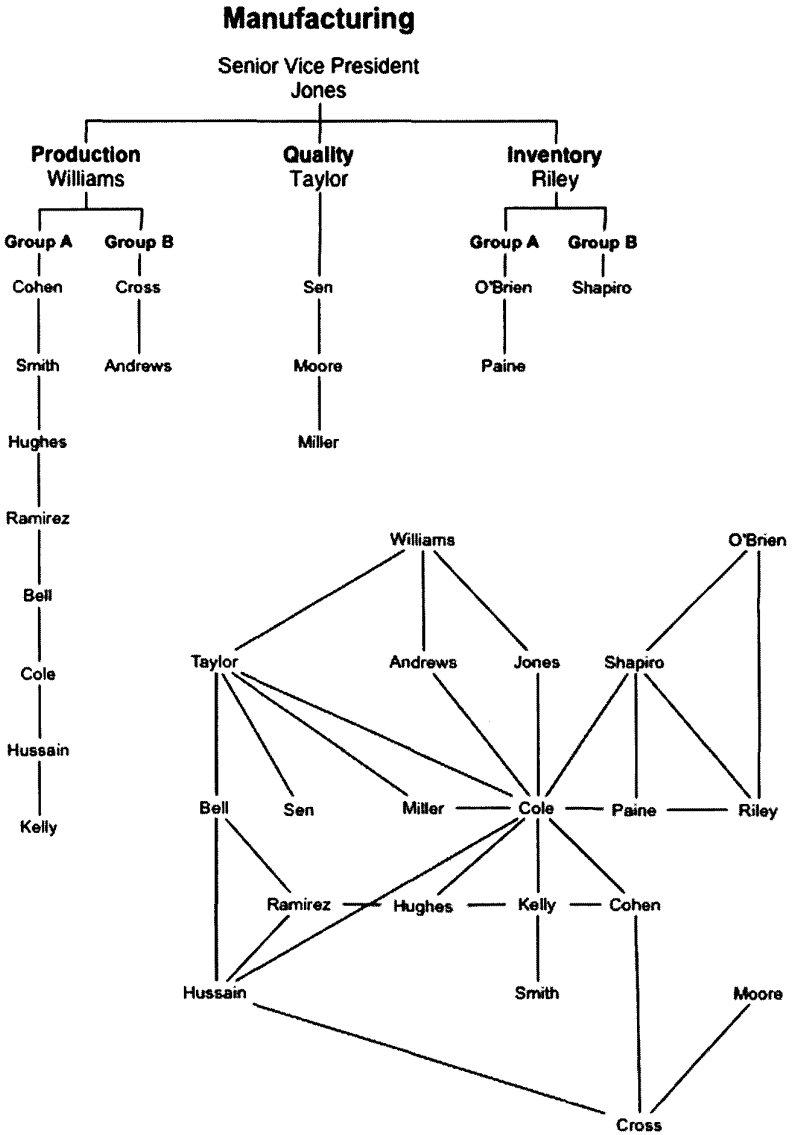 Manufacturing
Senior Vice President
Jones
Production Quality Inventory
Williams Taylor Riley
Group A Group B Group A Group B
Cohen Cross Sen O'Brien Shapiro
Smith Andrews Moore Paine
Hughes Miller
Ramirez
Bell
Cole
Hussain
Kelly
Williams O'Brien
Taylor Andrews Jones Shapiro
Bell Sen Miller Cole Paine Riley
Ramirez Hughes Kelly Cohen
Hussain Smith Moore
Cross